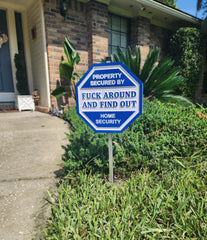 PROPERTY
SECURED BY
FUCK AROUND
AND FIND OUT
HOME
SECURITY